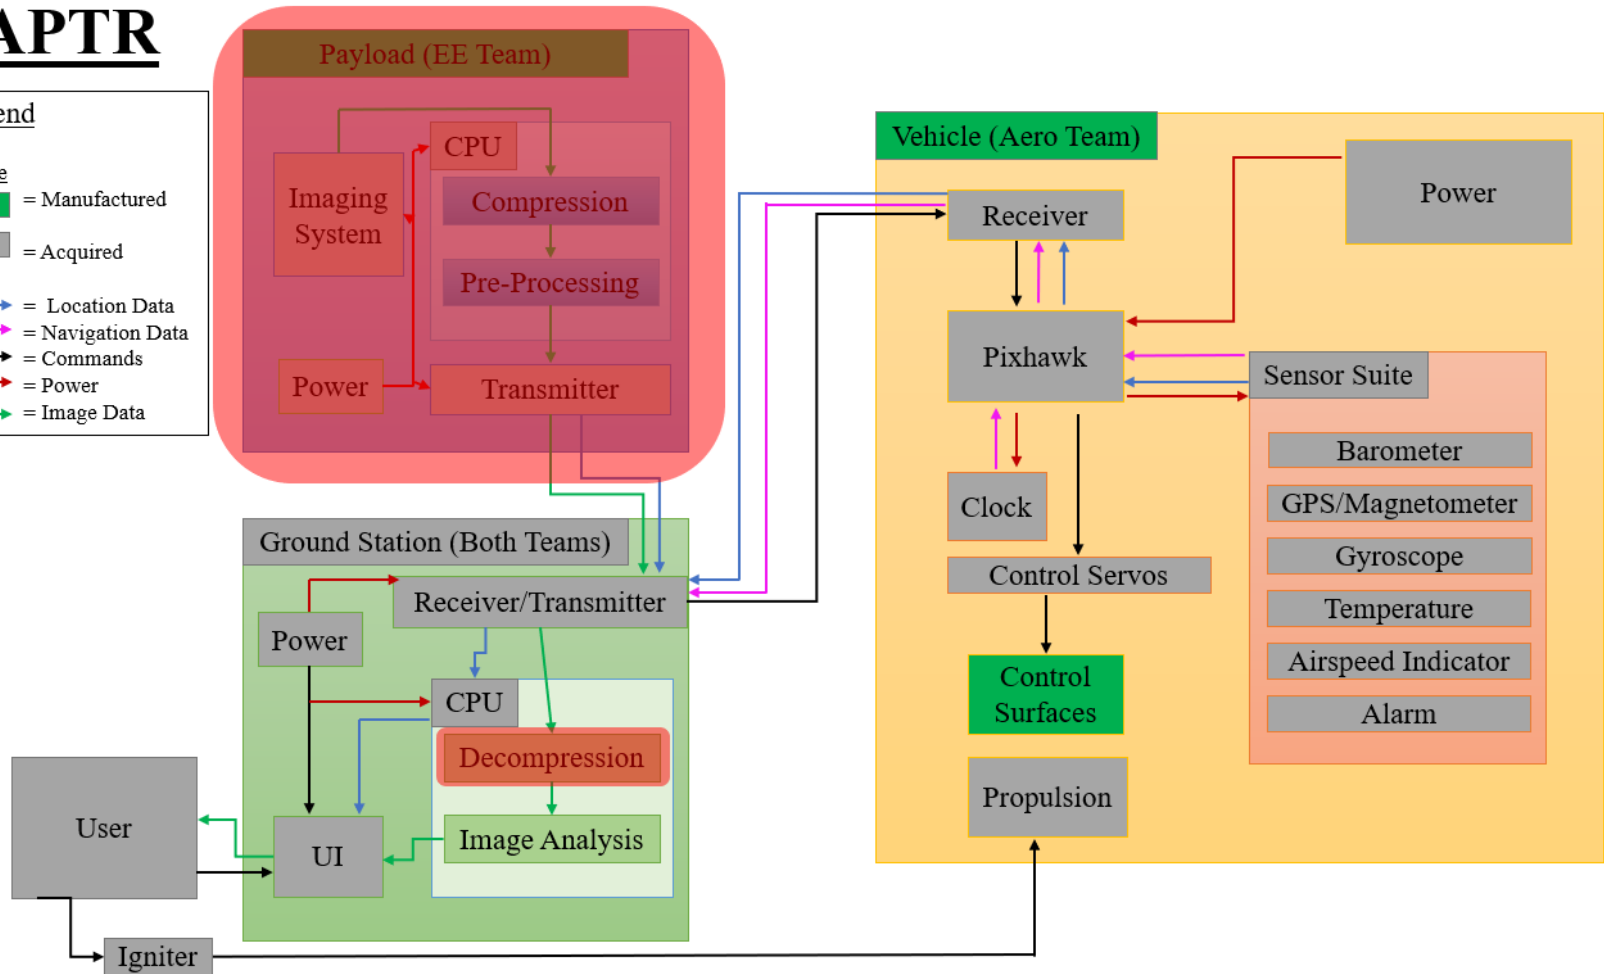 APTR
end
e
= Manufactured
= Acquired
= Location Data
= Navigation Data
= Commands
= Power
= Image Data
Payload (EE Team)
Imaging
System
CPU
Compression
Pre-Processing
Power
Transmitter
Ground Station (Both Teams)
Receiver/Transmitter
Power
CPU
Decompression
Image Analysis
UI
User
Igniter
Vehicle (Aero Team)
Receiver
Power
Pixhawk
Sensor Suite
Barometer
GPS/Magnetometer
Gyroscope
Temperature
Airspeed Indicator
Alarm
Clock
Control Servos
Control
Surfaces
Propulsion